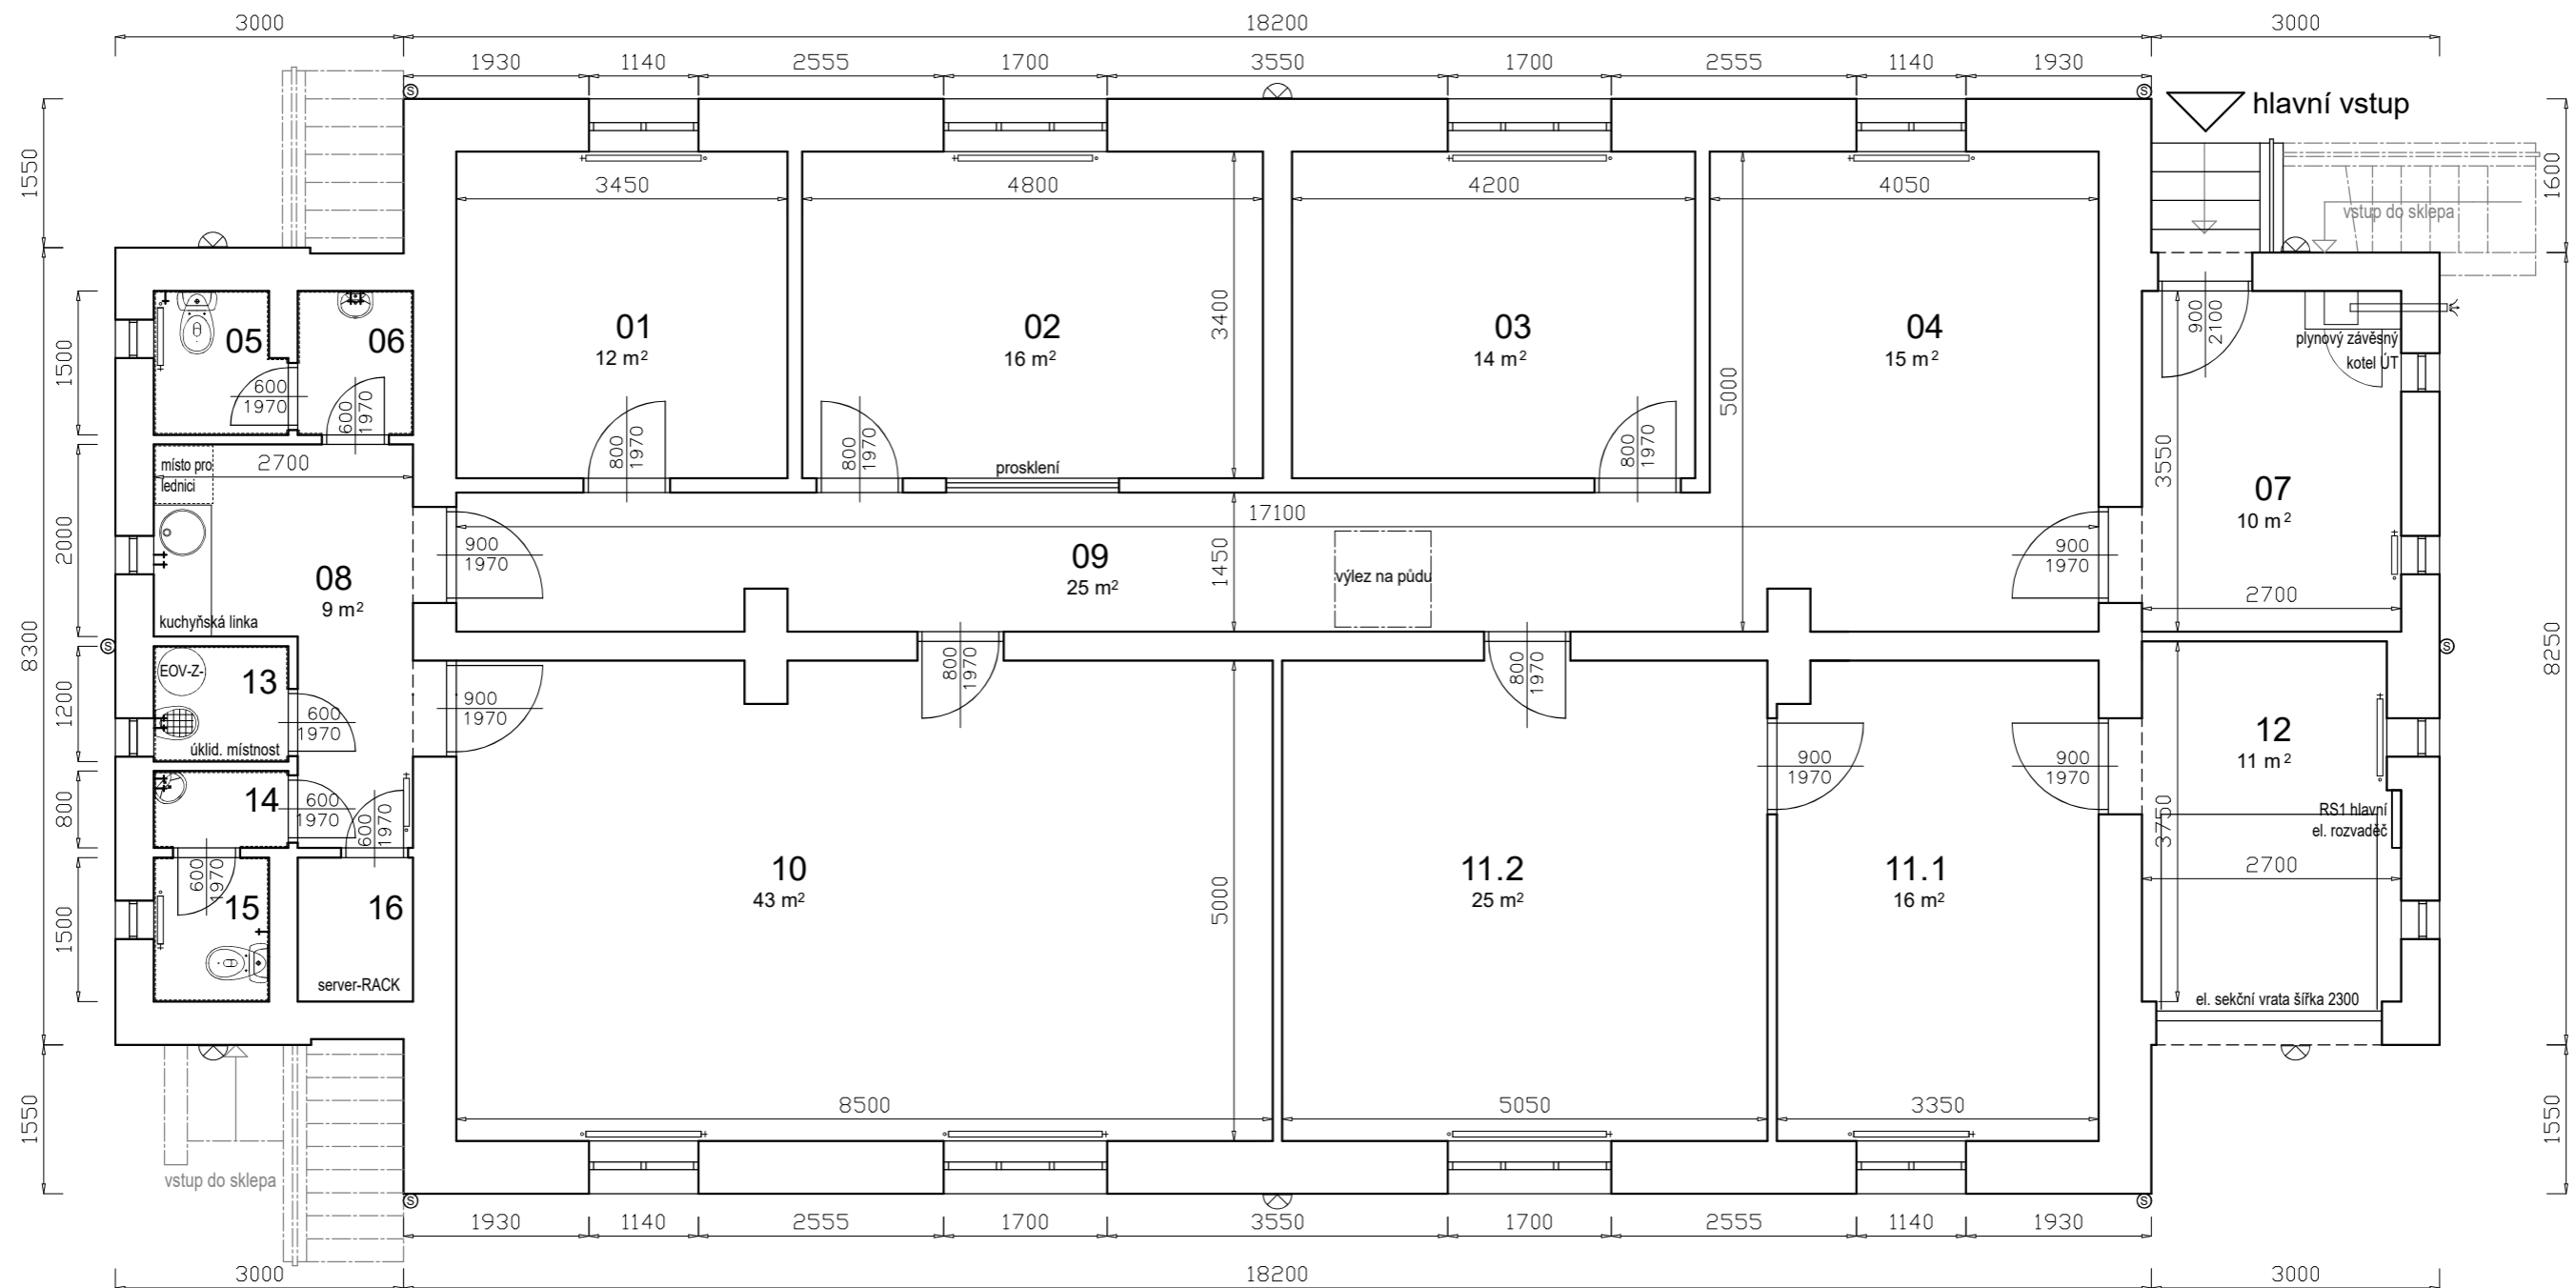 3000 18200 3000
1930 1140 2555 1700 3550 1700 2555 1140 1930
S S
hlavní vstup
1550 1600
3450 4800 4200 4050
vstup do sklepa
05 06 01 02 03 04
12 m² 16 m² 14 m² 15 m²
3400
900
2100
plynový závěsný
kotel ÚT
1500
600
1970
600
1970
5000
800
1970
800
1970
800
1970
3550
místo pro
lednici
2700
prosklení
07
10 m²
17100
2000
900
1970
09
25 m²
1450
výlez na půdu
900
1970
08
9 m²
kuchyňská linka
2700
8300 8250
S S
EOV-Z-
13
úklid. místnost
1200
600
1970
900
1970
800
1970
800
1970
900
1970
900
1970
12
11 m²
14
800
600
1970
600
1970
3750
RS1 hlavní
el. rozvaděč
10
43 m²
5000
11.2
25 m²
11.1
16 m²
2700
600
1970
15
16
1500
server-RACK
el. sekční vrata šířka 2300
8500 5050 3350
1550 1550
vstup do sklepa
S S
1930 1140 2555 1700 3550 1700 2555 1140 1930
3000 18200 3000